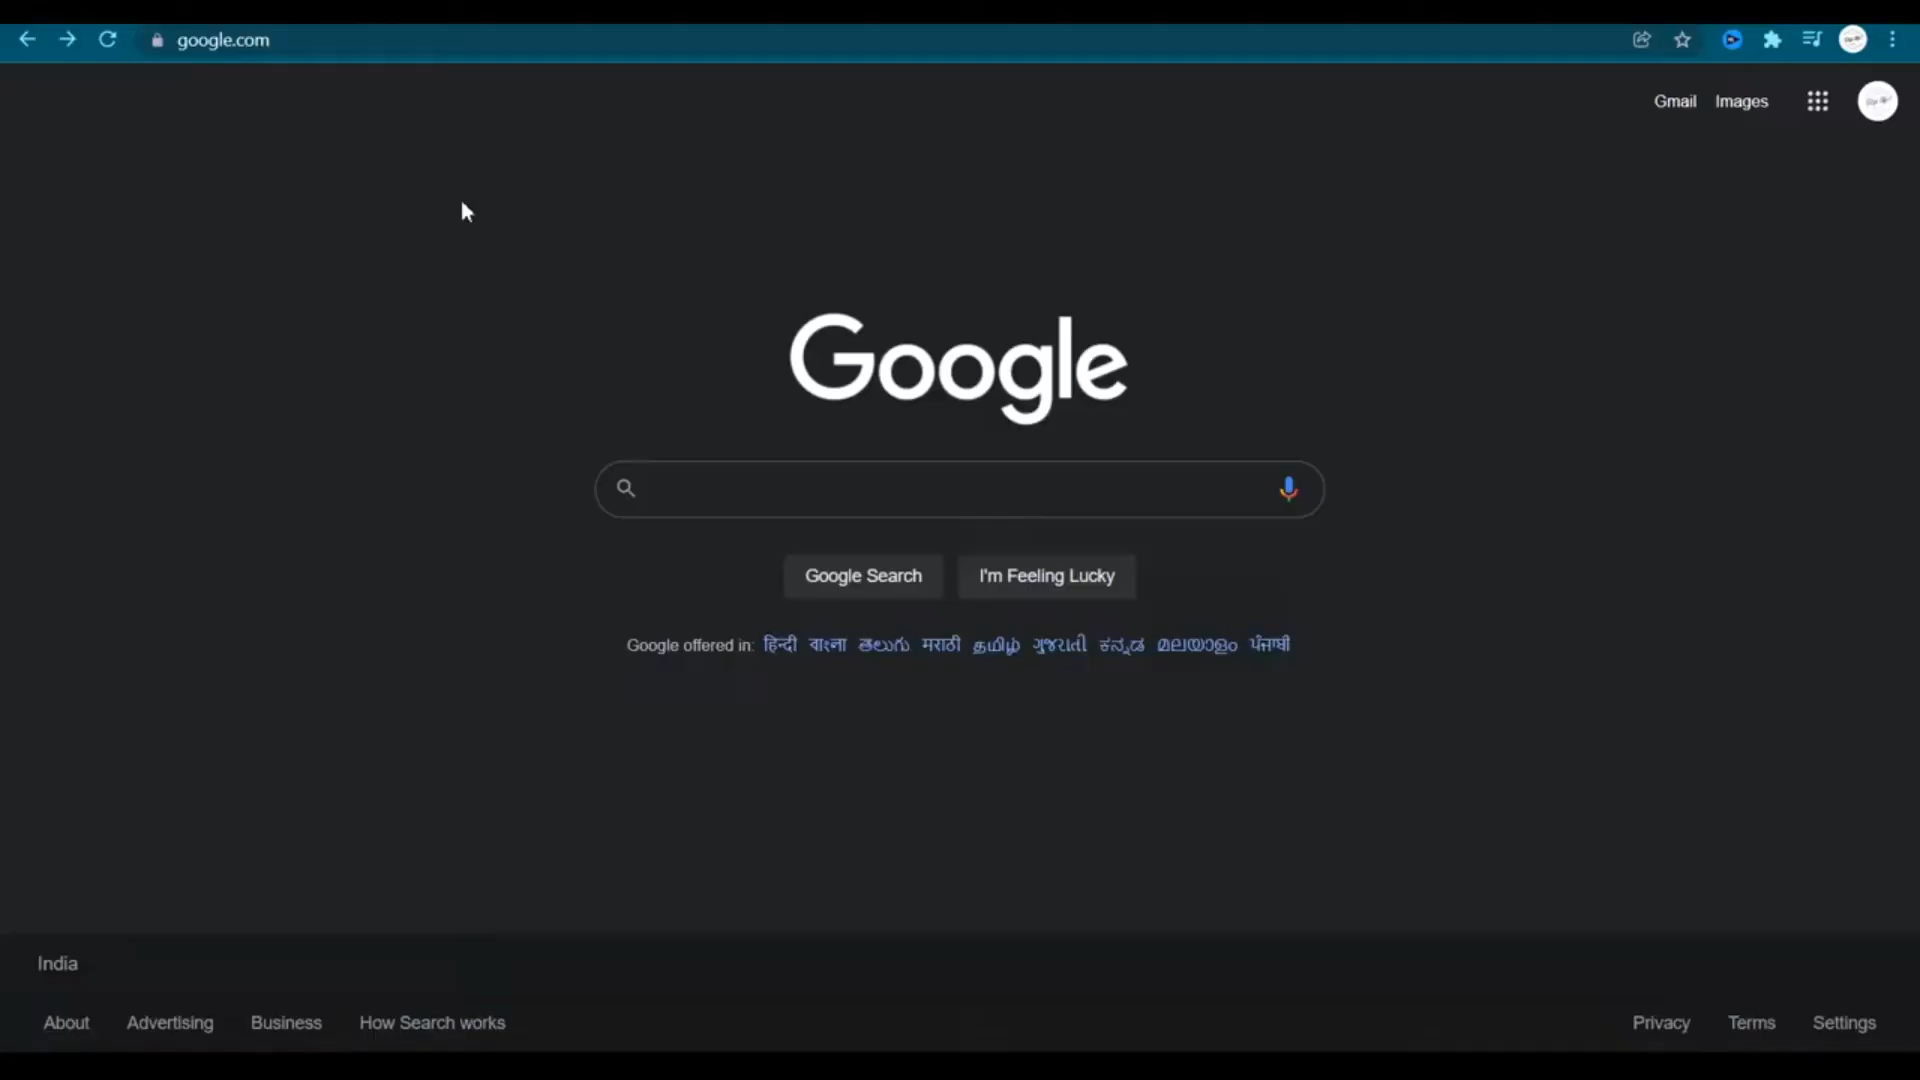 google.com
Gmail Images
Google
Google Search I'm Feeling Lucky
Google offered in: हिन्दी বাংলা తెలుగు मराठी தமிழ் ગુજરાતી ಕನ್ನಡ മലയാളം ਪੰਜਾਬੀ
India
About Advertising Business How Search works Privacy Terms Settings